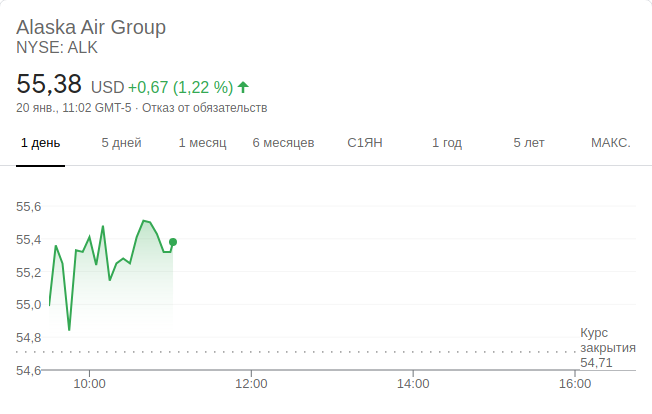 Alaska Air Group
NYSE: ALK
55,38 USD +0,67 (1,22 %)
20 янв., 11:02 GMT-5 · Отказ от обязательств
1 день 5 дней 1 месяц 6 месяцев С1ЯН 1 год 5 лет МАКС.
55,6
55,4
55,2
55,0
54,8
Курс
закрытия
54,71
54,6
10:00 12:00 14:00 16:00